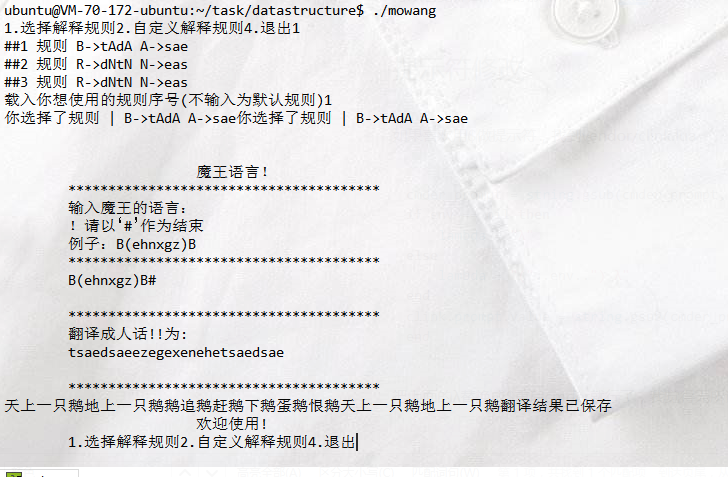 ubuntu@VM-70-172-ubuntu:~/task/datastructure$ ./mowang
1.选择解释规则2.自定义解释规则4.退出1
##1 规则 B->tAdA A->sae
##2 规则 R->dNtN N->eas
##3 规则 R->dNtN N->eas
载入你想使用的规则序号(不输入为默认规则)1
你选择了规则 | B->tAdA A->sae你选择了规则 | B->tAdA A->sae
魔王语言!
***************************************
输入魔王的语言:
! 请以‘#’作为结束
例子: B(ehnxgz)B
***************************************
B(ehnxgz)B#
***************************************
翻译成人话!!为:
tsaedsaeezegexenehetsaedsae
***************************************
天上一只鹅地上一只鹅鹅追鹅赶鹅下鹅蛋鹅恨鹅天上一只鹅地上一只鹅翻译结果已保存
欢迎使用!
1.选择解释规则2.自定义解释规则4.退出